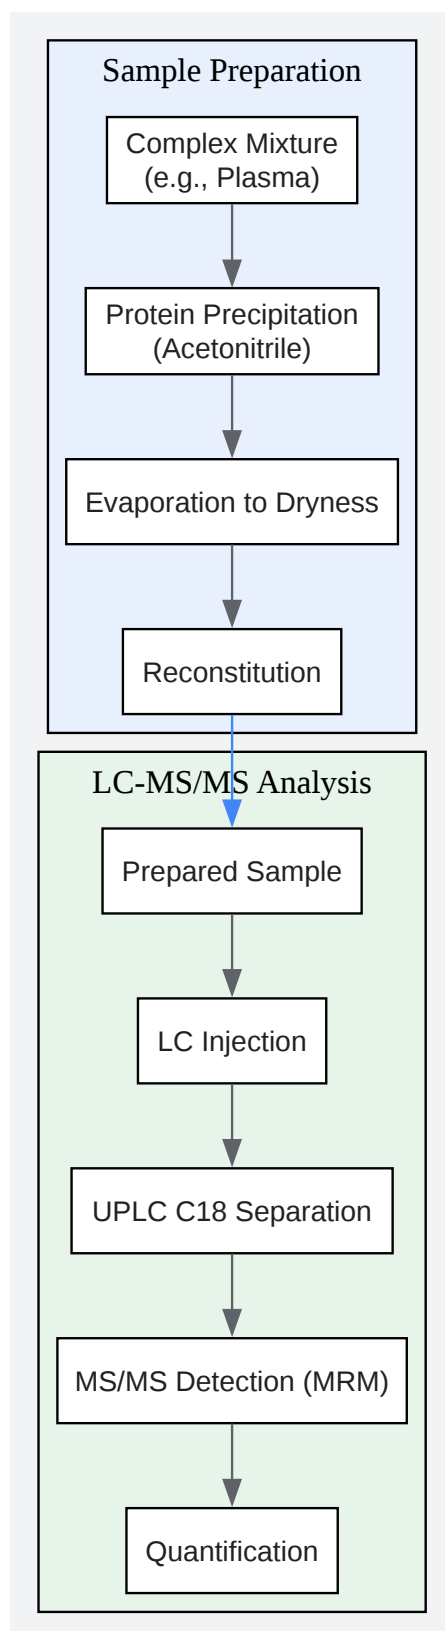 Sample Preparation
Complex Mixture
(e.g., Plasma)
Protein Precipitation
(Acetonitrile)
Evaporation to Dryness
Reconstitution
LC-MS/MS Analysis
Prepared Sample
LC Injection
UPLC C18 Separation
MS/MS Detection (MRM)
Quantification